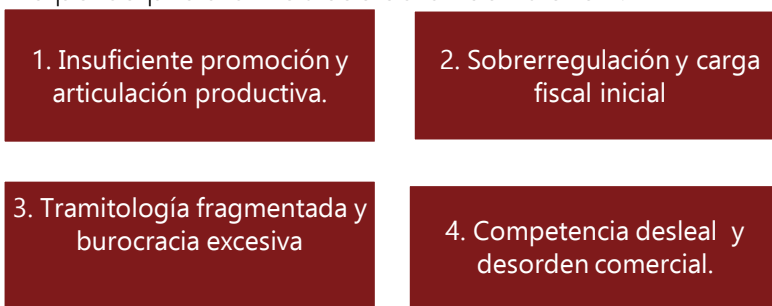 1. Insuficiente promoción y
articulación productiva.
2. Sobrerregulación y carga
fiscal inicial
3. Tramitología fragmentada y
burocracia excesiva
4. Competencia desleal y
desorden comercial.